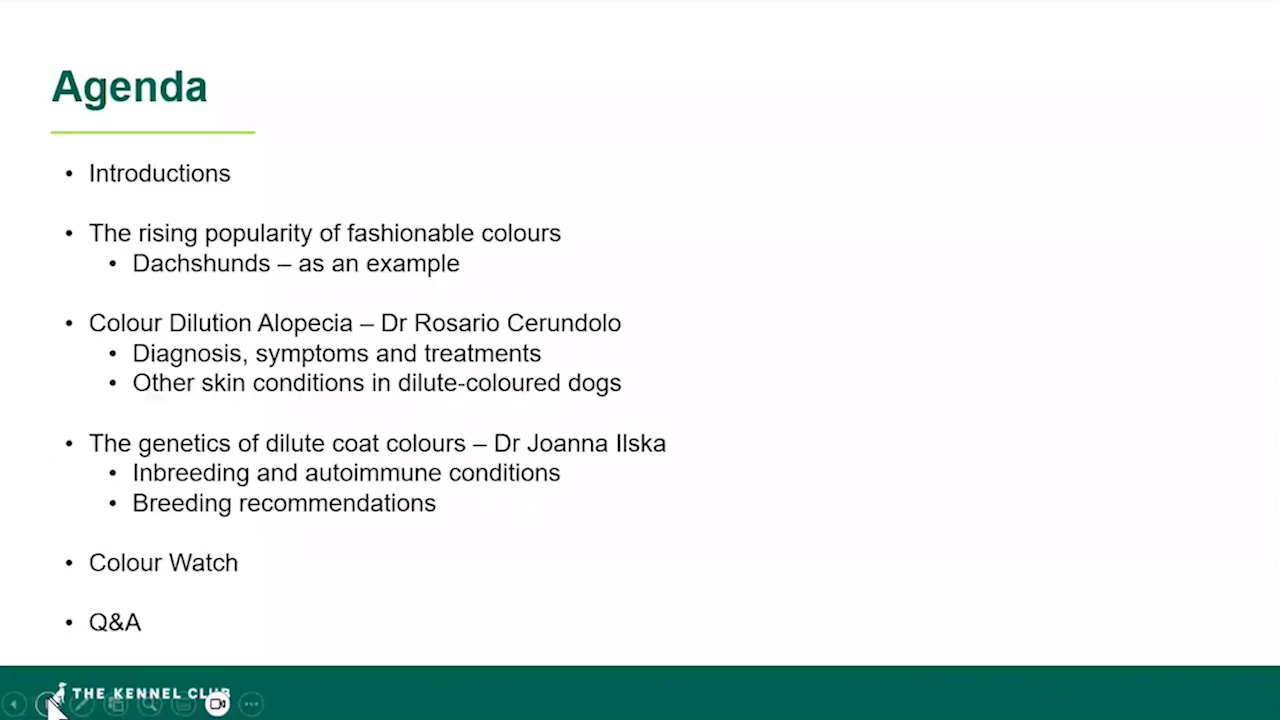 Agenda
• Introductions
• The rising popularity of fashionable colours
• Dachshunds – as an example
• Colour Dilution Alopecia – Dr Rosario Cerundolo
• Diagnosis, symptoms and treatments
• Other skin conditions in dilute-coloured dogs
• The genetics of dilute coat colours – Dr Joanna Ilska
• Inbreeding and autoimmune conditions
• Breeding recommendations
• Colour Watch
• Q&A
THE KENNEL CLUB